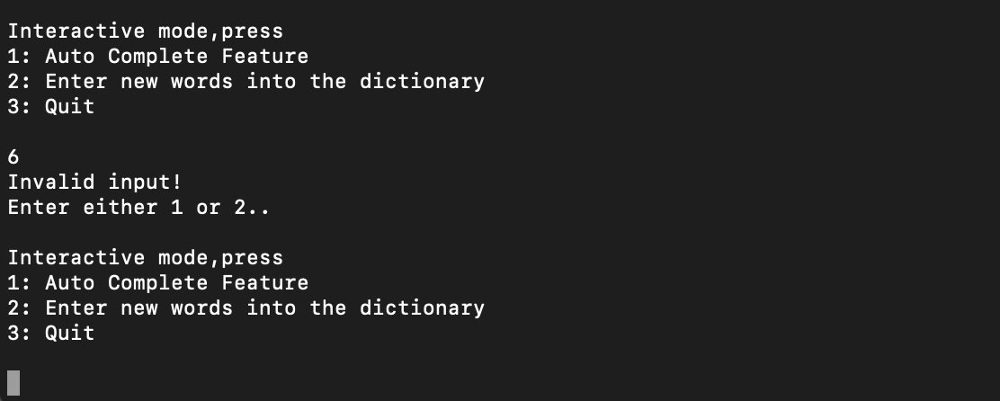 Interactive mode,press
1: Auto Complete Feature
2: Enter new words into the dictionary
3: Quit
6
Invalid input!
Enter either 1 or 2..
Interactive mode,press
1: Auto Complete Feature
2: Enter new words into the dictionary
3: Quit